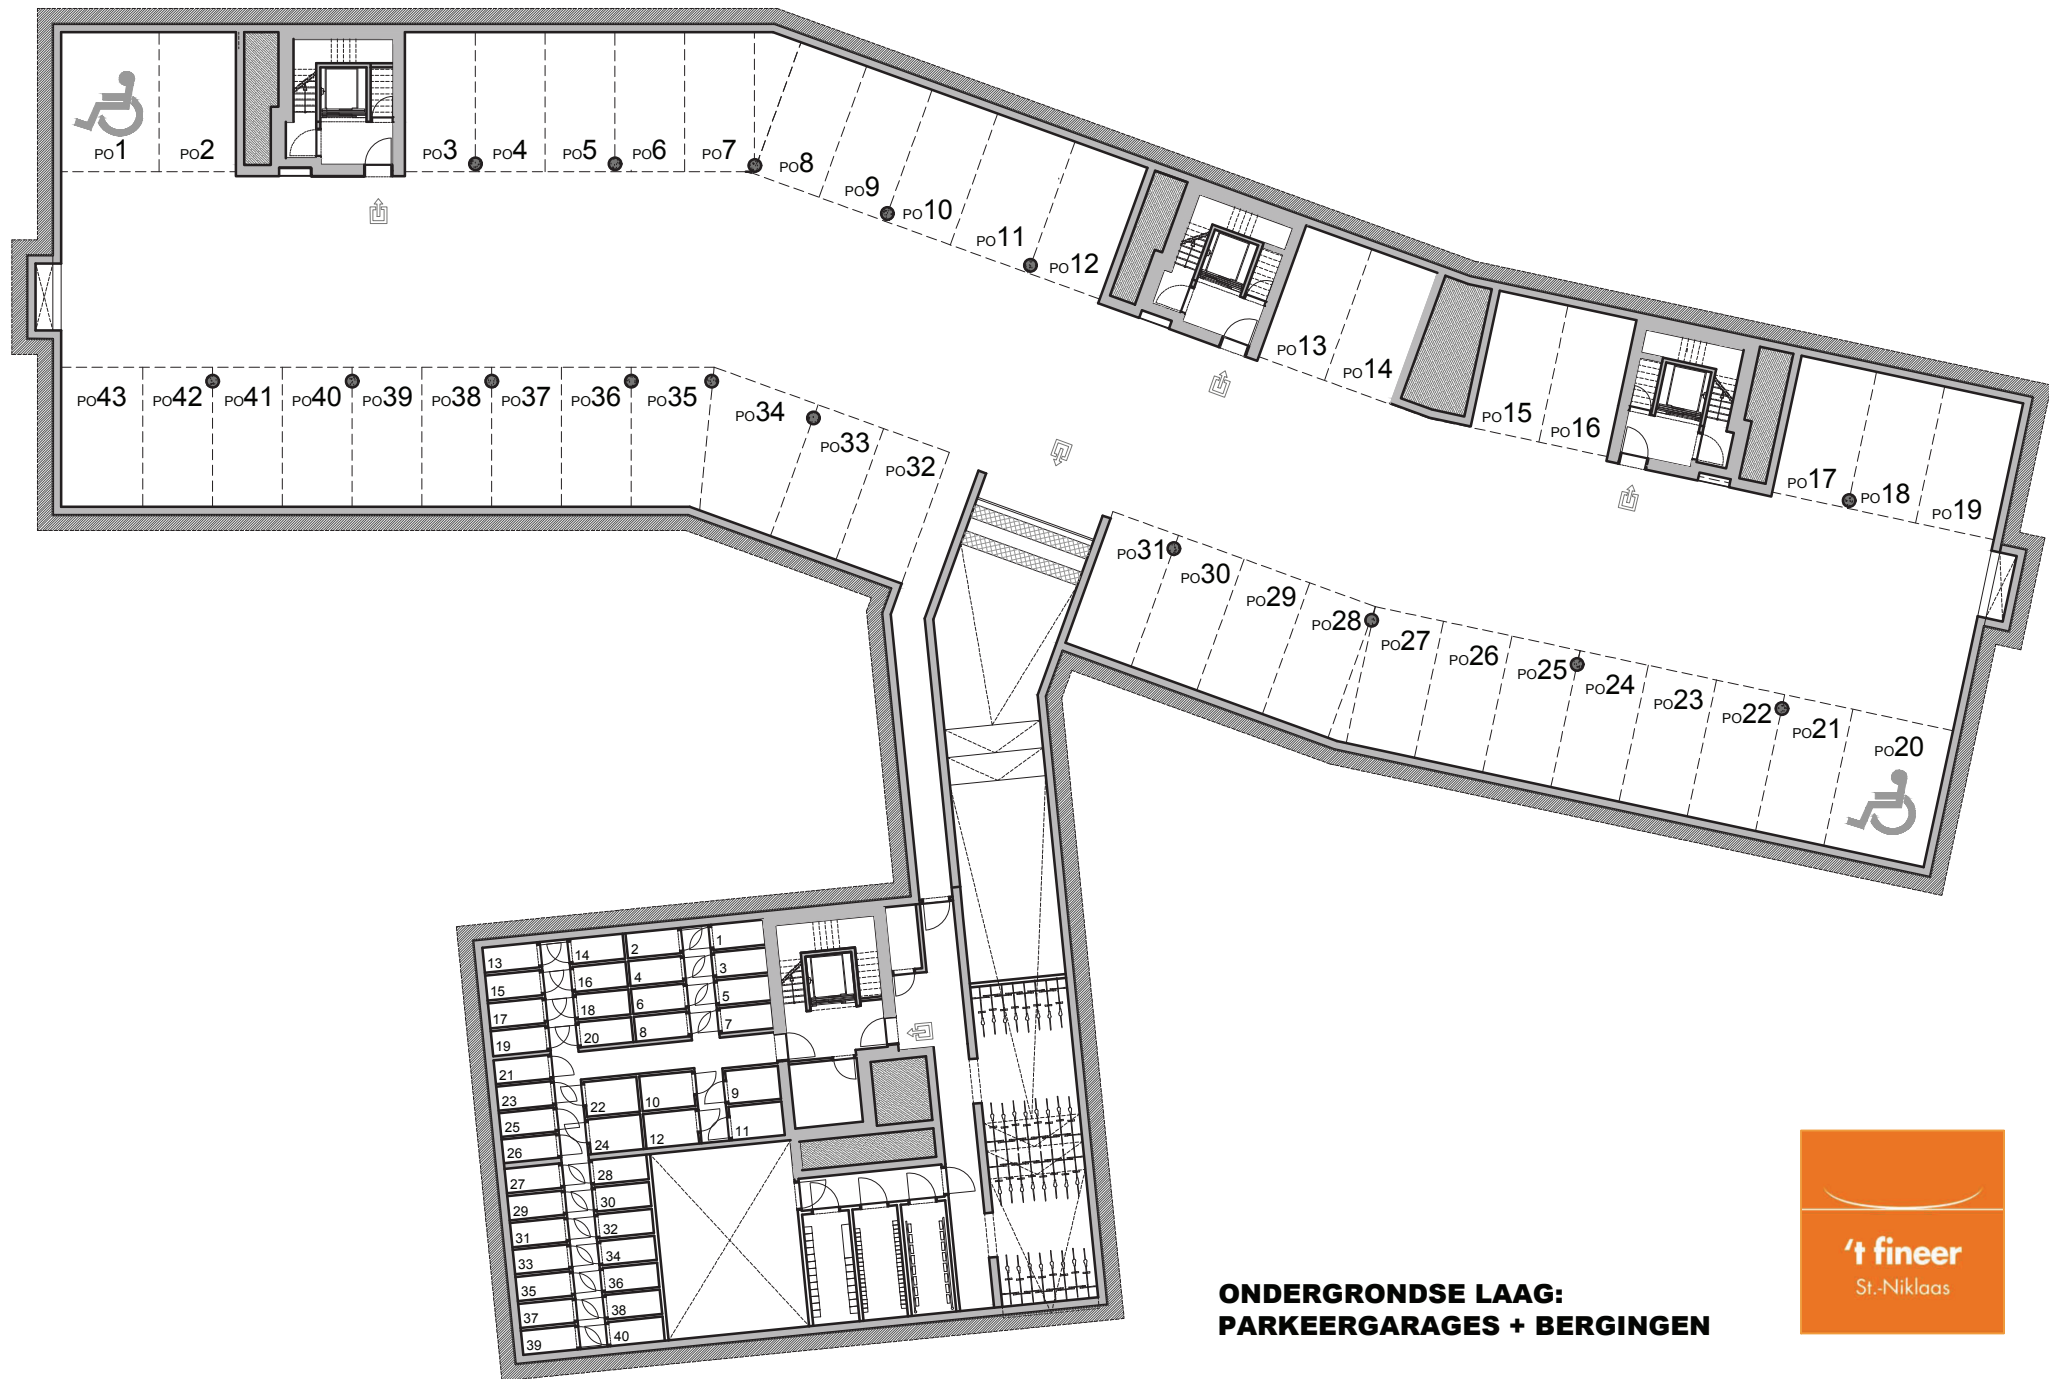 PO1
PO2
PO3
PO4
PO5
PO6
PO7
PO8
PO9
PO10
PO11
PO12
PO13
PO14
PO15
PO16
PO17
PO18
PO19
PO43
PO42
PO41
PO40
PO39
PO38
PO37
PO36
PO35
PO34
PO33
PO32
PO31
PO30
PO29
PO28
PO27
PO26
PO25
PO24
PO23
PO22
PO21
PO20
13
14
2
1
15
16
4
3
17
18
6
5
19
20
8
7
21
23
22
10
9
25
24
12
11
26
27
28
29
30
31
32
33
34
35
36
37
38
39
40
ONDERGRONDSE LAAG:
PARKEERGARAGES + BERGINGEN
‘t fineer
St.-Niklaas